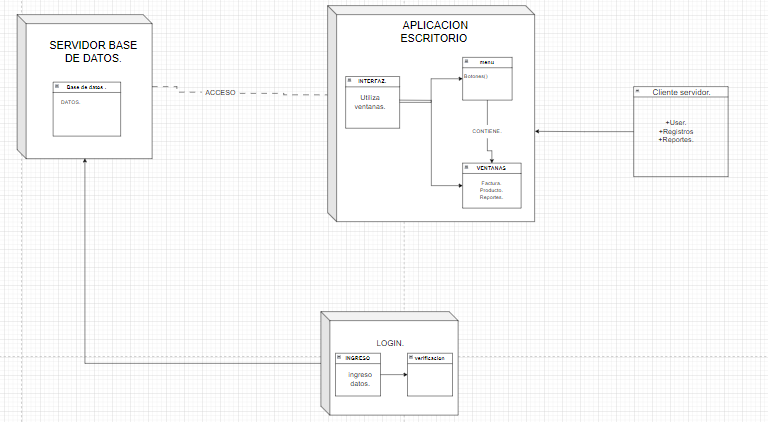 SERVIDOR BASE
DE DATOS.
Base de datos .
DATOS.
ACCESO
APLICACION
ESCRITORIO
INTERFAZ.
Utiliza
ventanas.
menu
Botones()
CONTIENE.
VENTANAS
Factura.
Producto.
Reportes.
Cliente servidor.
+User.
+Registros
+Reportes.
LOGIN.
INGRESO
ingreso
datos.
verificacion